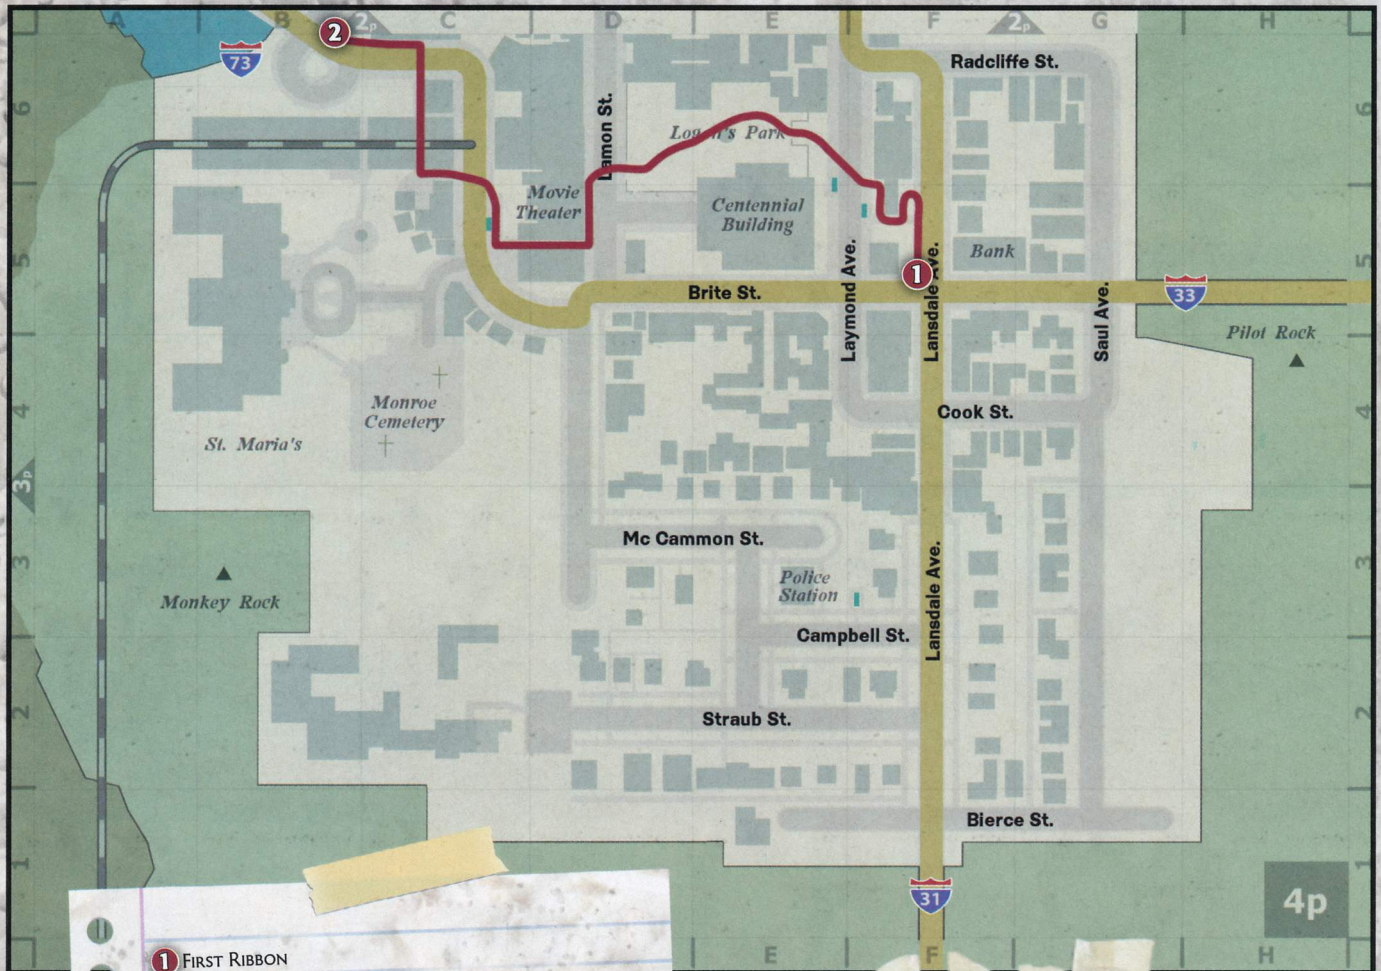 A B 2p C D E F 2p G H
2
73
Radcliffe St.
6
6
Lamon St.
Logan's Park
Movie
Theater
Centennial
Building
Bank
5
5
1
Laymond Ave.
Lansdale Ave.
Saul Ave.
Brite St.
33
Pilot Rock
4
4
Monroe
Cemetery
Cook St.
St. Maria's
3p
Mc Cammon St.
3
3
Police
Station
Lansdale Ave.
Monkey Rock
Campbell St.
2
2
Straub St.
Bierce St.
1
1
31
4p
E F H
1 FIRST RIBBON